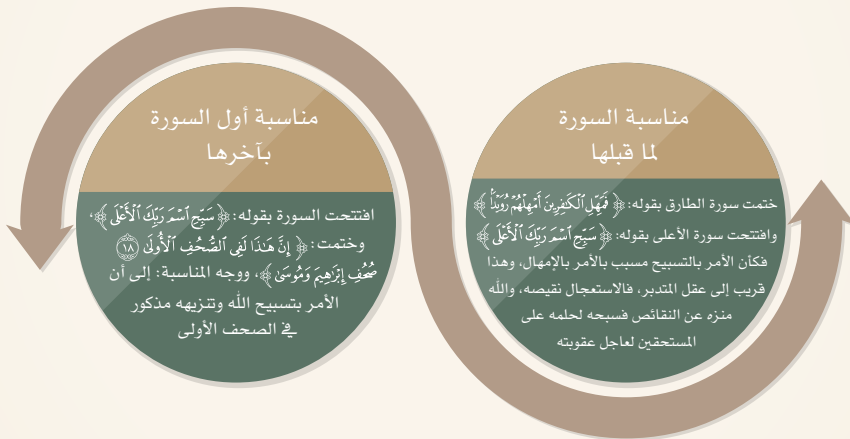 مناسبة السورة
لما قبلها
ختمت سورة الطارق بقوله: ﴿فَمَهِّلِ ٱلْكَٰفِرِينَ أَمْهِلْهُمْ رُوَيْدًۢا﴾
وافتتحت سورة الأعلى بقوله: ﴿سَبِّحِ ٱسْمَ رَبِّكَ ٱلْأَعْلَى﴾
فكأن الأمر بالتسبيح مسبب بالأمر بالإمهال، وهذا
قريب إلى عقل المتدبر، فالاستعجال نقيصه، والله
منزه عن النقائص فسبحه لحلمه على
المستحقين لعاجل عقوبته
مناسبة أول السورة
بآخرها
افتتحت السورة بقوله: ﴿سَبِّحِ ٱسْمَ رَبِّكَ ٱلْأَعْلَى﴾،
وختمت: ﴿إِنَّ هَٰذَا لَفِى ٱلصُّحُفِ ٱلْأُولَىٰ ١٨
صُحُفِ إِبْرَٰهِيمَ وَمُوسَىٰ﴾، ووجه المناسبة: إلى أن
الأمر بتسبيح الله وتنزيهه مذكور
في الصحف الأولى